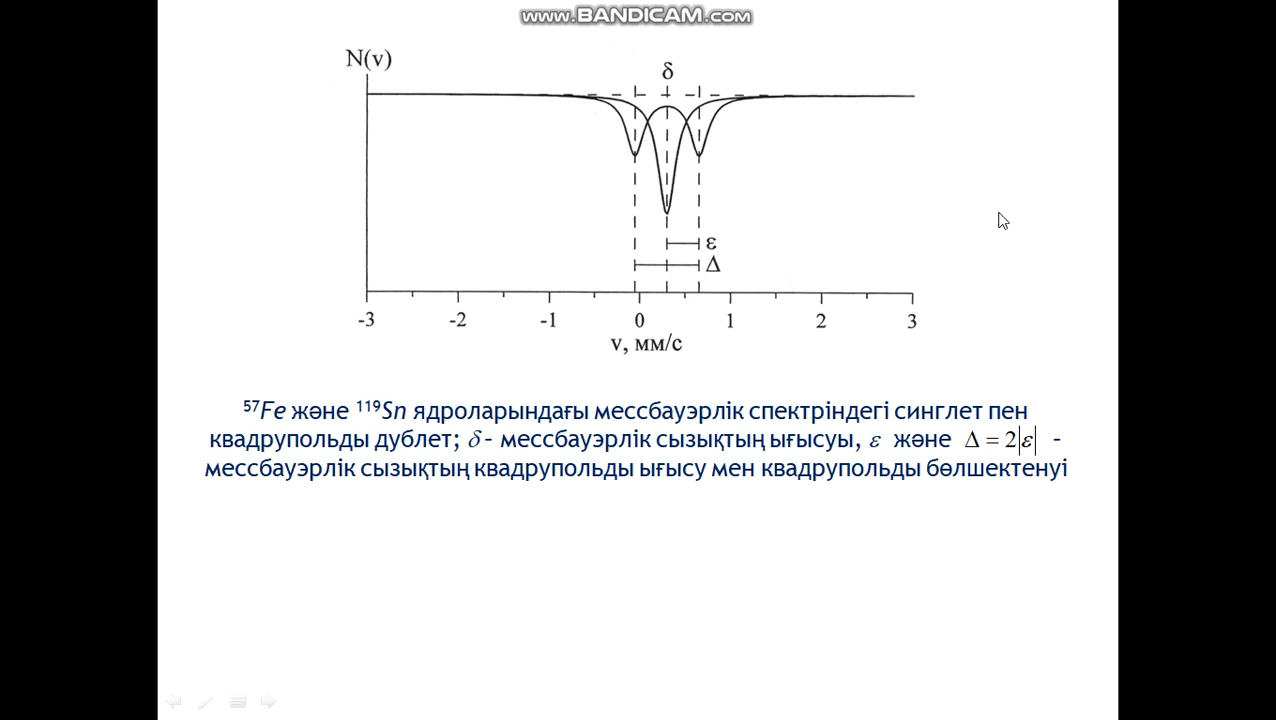 www.BANDICAM.com
N(v)
δ
ε
Δ
-3 -2 -1 0 1 2 3
v, мм/с
⁵⁷Fe және ¹¹⁹Sn ядроларындағы мессбауэрлік спектріндегі синглет пен
квадрупольды дублет; δ - мессбауэрлік сызықтың ығысуы, ε және Δ = 2|ε| -
мессбауэрлік сызықтың квадрупольды ығысу мен квадрупольды бөлшектенуі